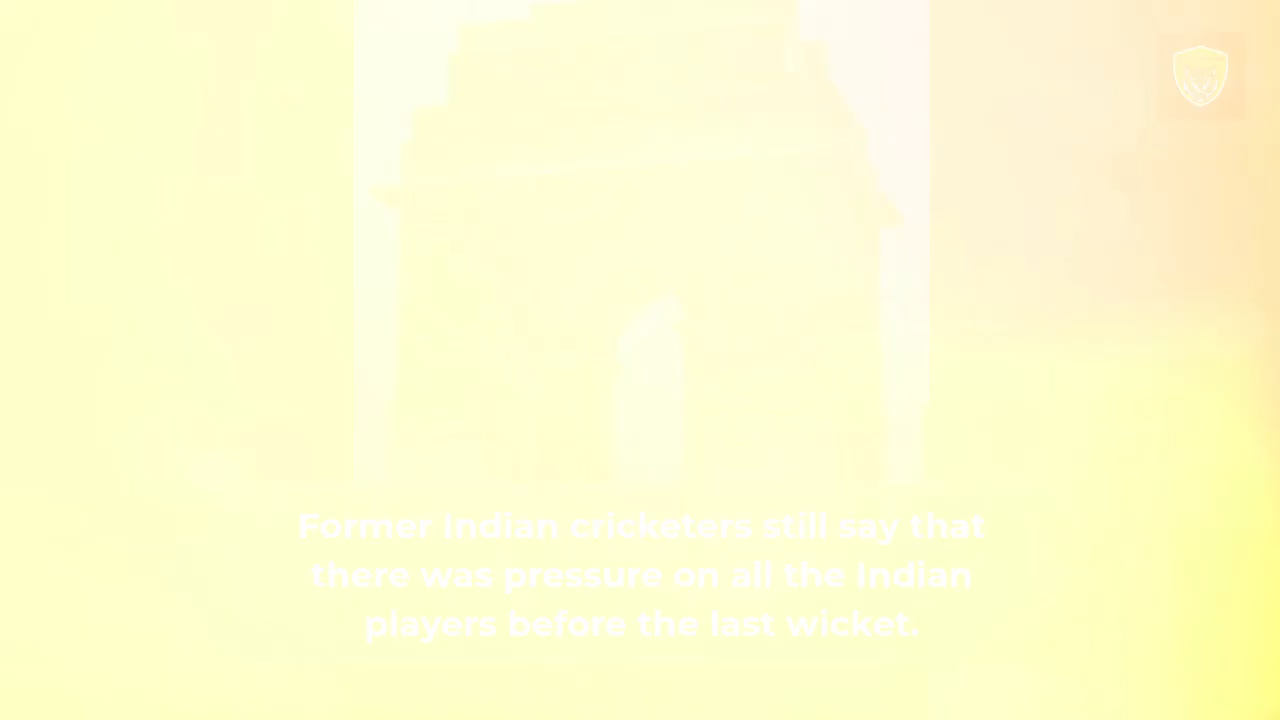 Former Indian cricketers still say that
there was pressure on all the Indian
players before the last wicket.